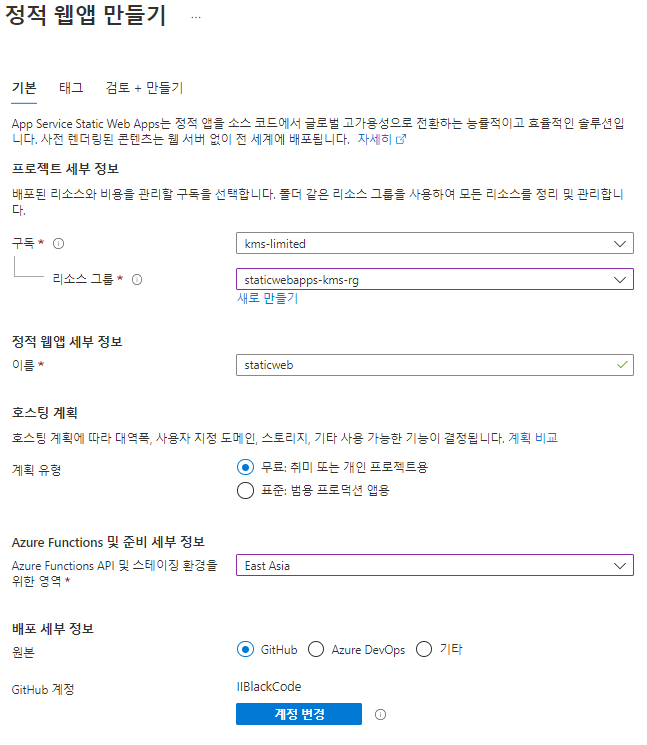 정적 웹앱 만들기 ...
기본 태그 검토 + 만들기
App Service Static Web Apps는 정적 앱을 소스 코드에서 글로벌 고가용성으로 전환하는 능률적이고 효율적인 솔루션입
니다. 사전 렌더링된 콘텐츠는 웹 서버 없이 전 세계에 배포됩니다. 자세히
프로젝트 세부 정보
배포된 리소스와 비용을 관리할 구독을 선택합니다. 폴더 같은 리소스 그룹을 사용하여 모든 리소스를 정리 및 관리합니
다.
구독 * kms-limited
리소스 그룹 * staticwebapps-kms-rg
새로 만들기
정적 웹앱 세부 정보
이름 * staticweb
호스팅 계획
호스팅 계획에 따라 대역폭, 사용자 지정 도메인, 스토리지, 기타 사용 가능한 기능이 결정됩니다. 계획 비교
계획 유형 무료: 취미 또는 개인 프로젝트용
표준: 범용 프로덕션 앱용
Azure Functions 및 준비 세부 정보
Azure Functions API 및 스테이징 환경을 East Asia
위한 영역 *
배포 세부 정보
원본 GitHub Azure DevOps 기타
GitHub 계정 IIBlackCode
계정 변경